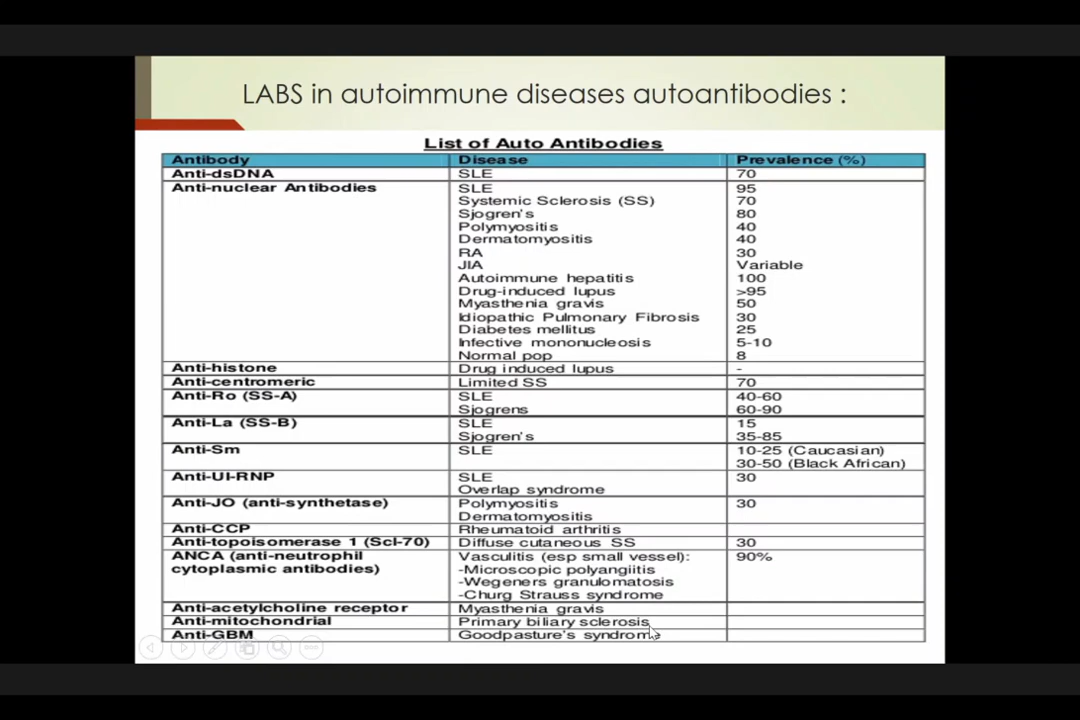 LABS in autoimmune diseases autoantibodies :
List of Auto Antibodies
Antibody Disease Prevalence (%)
Anti-dsDNA SLE 70
Anti-nuclear Antibodies SLE 95
Systemic Sclerosis (SS) 70
Sjogren's 80
Polymyositis 40
Dermatomyositis 40
RA 30
JIA Variable
Autoimmune hepatitis 100
Drug-induced lupus >95
Myasthenia gravis 50
Idiopathic Pulmonary Fibrosis 30
Diabetes mellitus 25
Infective mononucleosis 5-10
Normal pop 8
Anti-histone Drug induced lupus -
Anti-centromeric Limited SS 70
Anti-Ro (SS-A) SLE 40-60
Sjogrens 60-90
Anti-La (SS-B) SLE 15
Sjogren's 35-85
Anti-Sm SLE 10-25 (Caucasian)
30-50 (Black African)
Anti-UI-RNP SLE 30
Overlap syndrome
Anti-JO (anti-synthetase) Polymyositis 30
Dermatomyositis
Anti-CCP Rheumatoid arthritis
Anti-topoisomerase 1 (Scl-70) Diffuse cutaneous SS 30
ANCA (anti-neutrophil Vasculitis (esp small vessel): 90%
cytoplasmic antibodies) -Microscopic polyangiitis
-Wegeners granulomatosis
-Churg Strauss syndrome
Anti-acetylcholine receptor Myasthenia gravis
Anti-mitochondrial Primary biliary sclerosis
Anti-GBM Goodpasture's syndrome